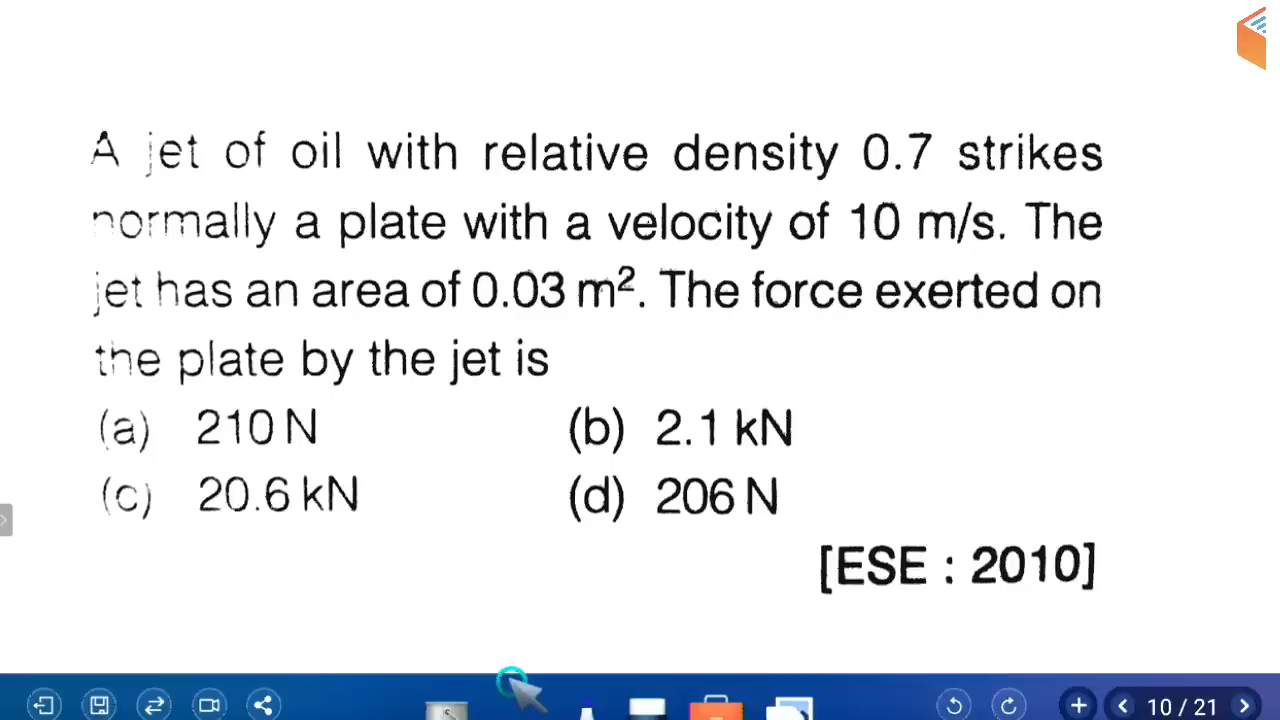 A jet of oil with relative density 0.7 strikes
normally a plate with a velocity of 10 m/s. The
jet has an area of 0.03 m². The force exerted on
the plate by the jet is
(a) 210 N (b) 2.1 kN
(c) 20.6 kN (d) 206 N
[ESE : 2010]
10 / 21